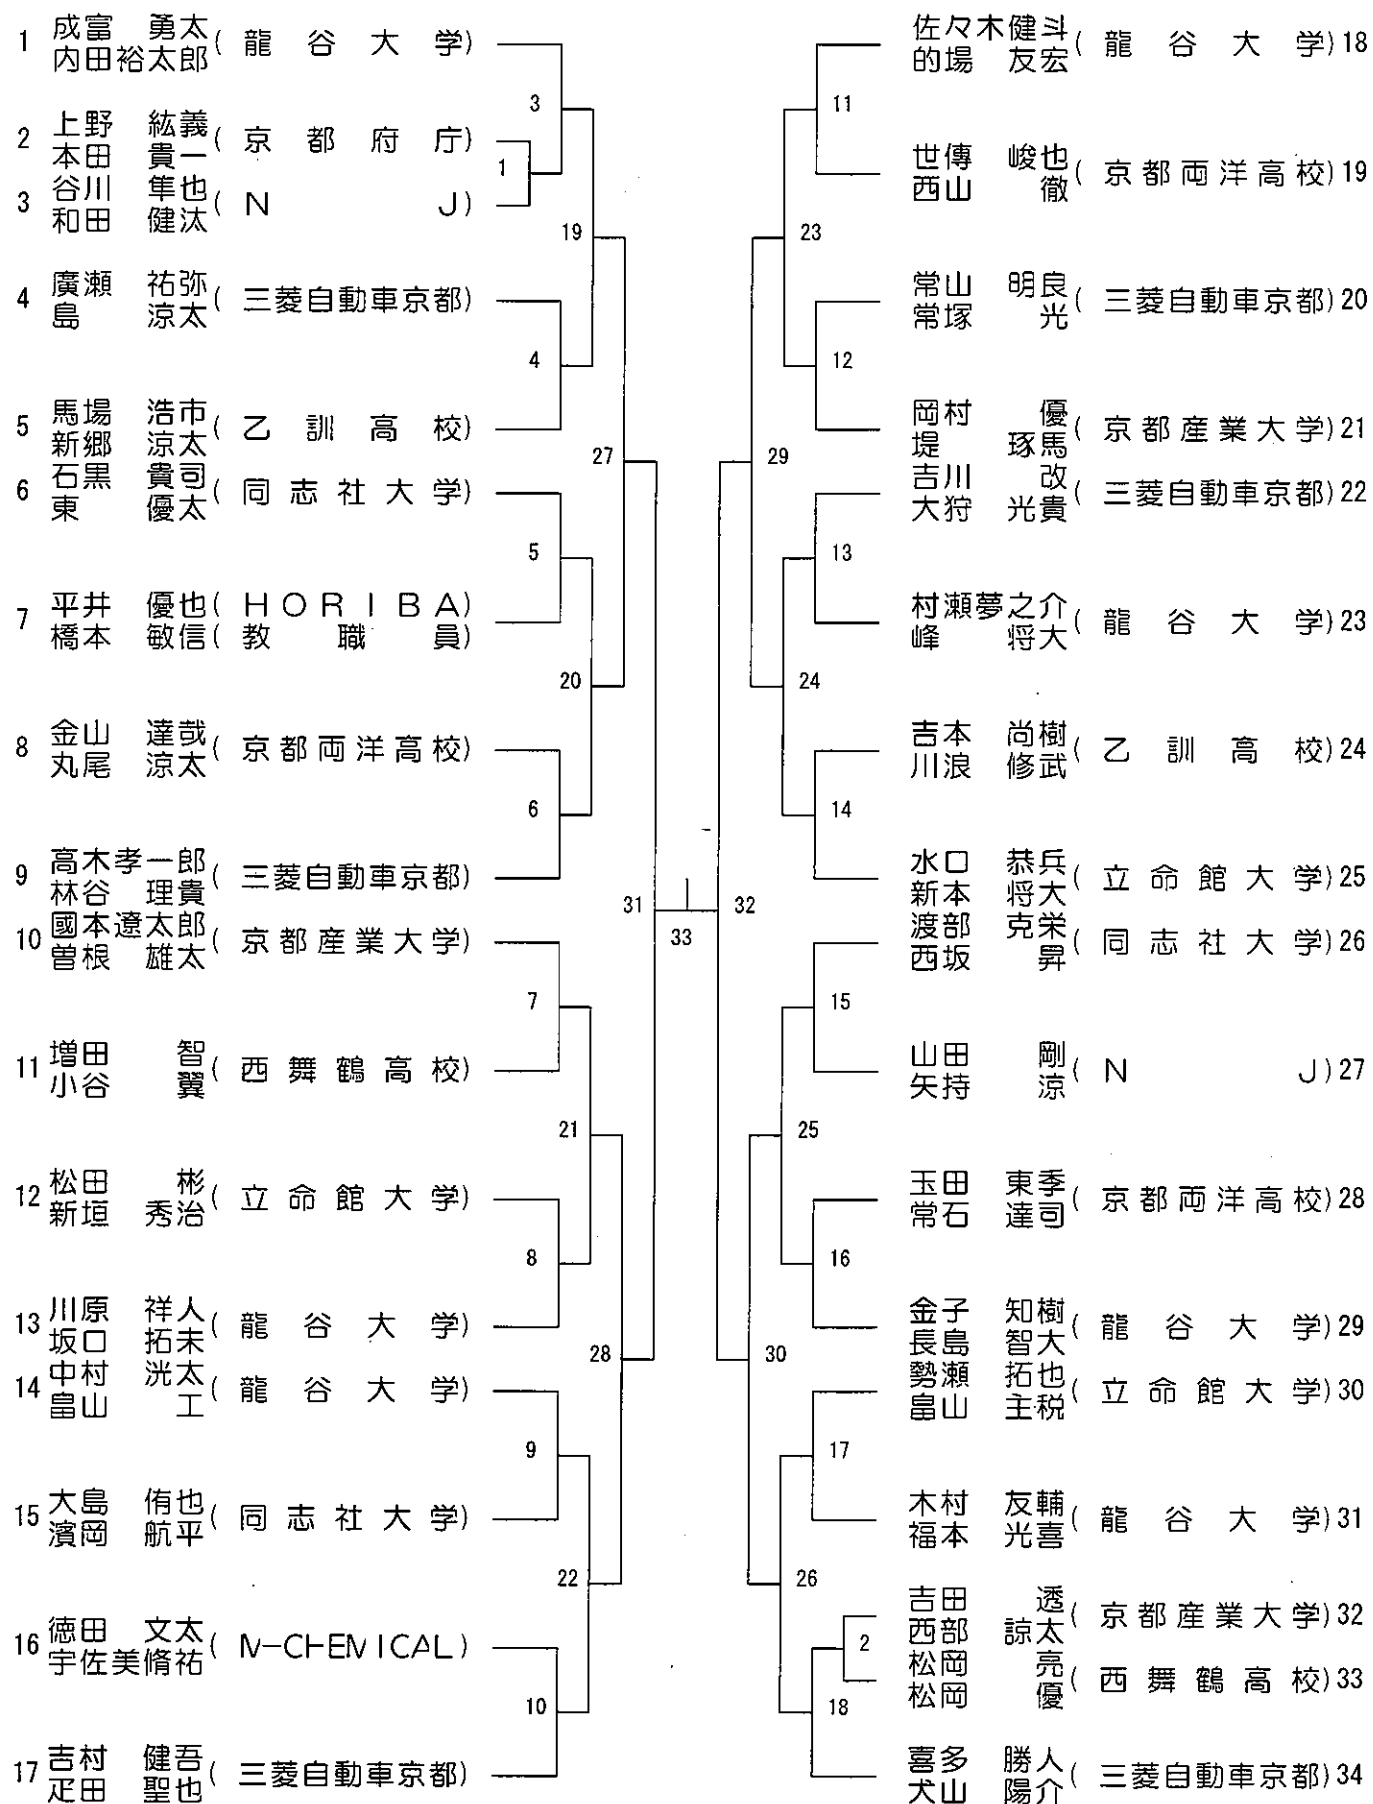 1 成富 勇太 (龍谷大学)
内田裕太郎
2 上野 紘義 (京都府庁)
本田 貴一
3 谷川 隼也 (N J)
和田 健汰
4 廣瀬 祐弥 (三菱自動車京都)
島 涼太
5 馬場 浩市 (乙訓高校)
新郷 涼太
6 石黒 貴司 (同志社大学)
東 優太
7 平井 優也 (HORIBA)
橋本 敏信 (教職員)
8 金山 達哉 (京都両洋高校)
丸尾 涼太
9 高木孝一郎 (三菱自動車京都)
林谷 理貴
10 國本遼太郎 (京都産業大学)
曽根 雄太
11 増田 智 (西舞鶴高校)
小谷 翼
12 松田 彬 (立命館大学)
新垣 秀治
13 川原 祥人 (龍谷大学)
坂口 拓未
14 中村 洸太 (龍谷大学)
畠山 工
15 大島 侑也 (同志社大学)
濱岡 航平
16 徳田 文太 (M-CHEMICAL)
宇佐美脩祐
17 吉村 健吾 (三菱自動車京都)
疋田 聖也
1
3
4
5
6
7
8
9
10
19
20
21
22
27
28
31
33
32
29
30
23
24
25
26
11
12
13
14
15
16
17
2
18
佐々木健斗 (龍谷大学) 18
的場 友宏
世傳 峻也 (京都両洋高校) 19
西山 徹
常山 明良 (三菱自動車京都) 20
常塚 光
岡村 優 (京都産業大学) 21
堤 琢馬
吉川 改 (三菱自動車京都) 22
大狩 光貴
村瀬夢之介 (龍谷大学) 23
峰 将大
吉本 尚樹 (乙訓高校) 24
川浪 修武
水口 恭兵 (立命館大学) 25
新本 将大
渡部 克栄 (同志社大学) 26
西坂 昇
山田 剛 (N J) 27
矢持 涼
玉田 東季 (京都両洋高校) 28
常石 達司
金子 知樹 (龍谷大学) 29
長島 智大
勢瀬 拓也 (立命館大学) 30
畠山 主税
木村 友輔 (龍谷大学) 31
福本 光喜
吉田 透 (京都産業大学) 32
西部 諒太
松岡 亮 (西舞鶴高校) 33
松岡 優
喜多 勝人 (三菱自動車京都) 34
犬山 陽介